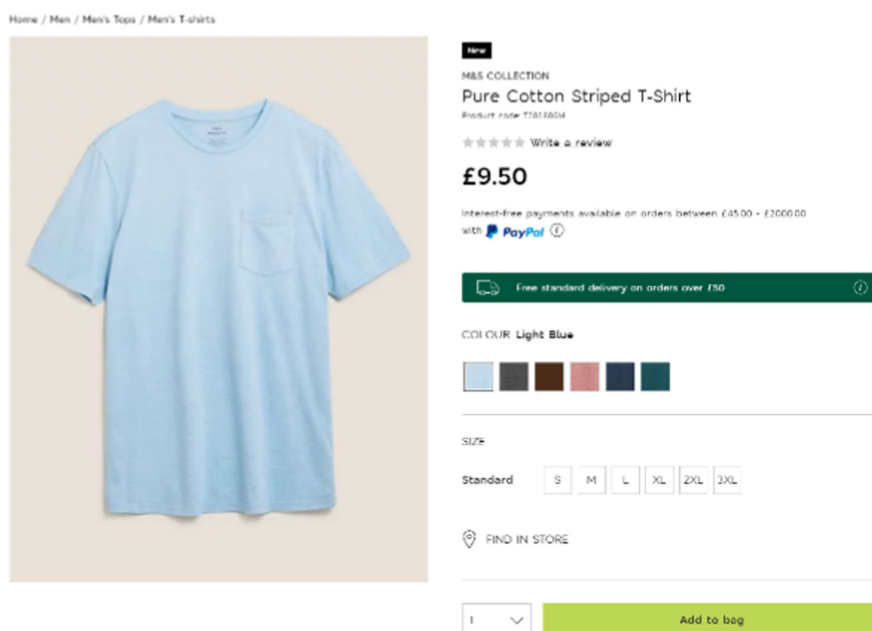 Home / Men / Men's Tops / Men's T-shirts
New
M&S COLLECTION
Pure Cotton Striped T-Shirt
Product code:
Write a review
£9.50
Interest-free payments available on orders between £45.00 - £2000.00
with PayPal
Free standard delivery on orders over £50
COLOUR Light Blue
SIZE
Standard S M L XL 2XL 3XL
FIND IN STORE
1 Add to bag